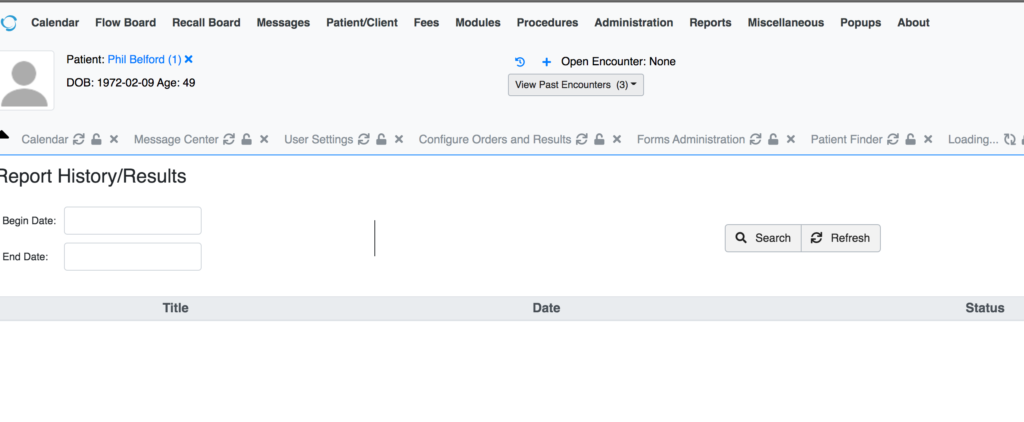 Calendar Flow Board Recall Board Messages Patient/Client Fees Modules Procedures Administration Reports Miscellaneous Popups About
Patient: Phil Belford (1)
Open Encounter: None
DOB: 1972-02-09 Age: 49
View Past Encounters (3)
Calendar Message Center User Settings Configure Orders and Results Forms Administration Patient Finder Loading...
Report History/Results
Begin Date:
Search Refresh
End Date:
Title Date Status